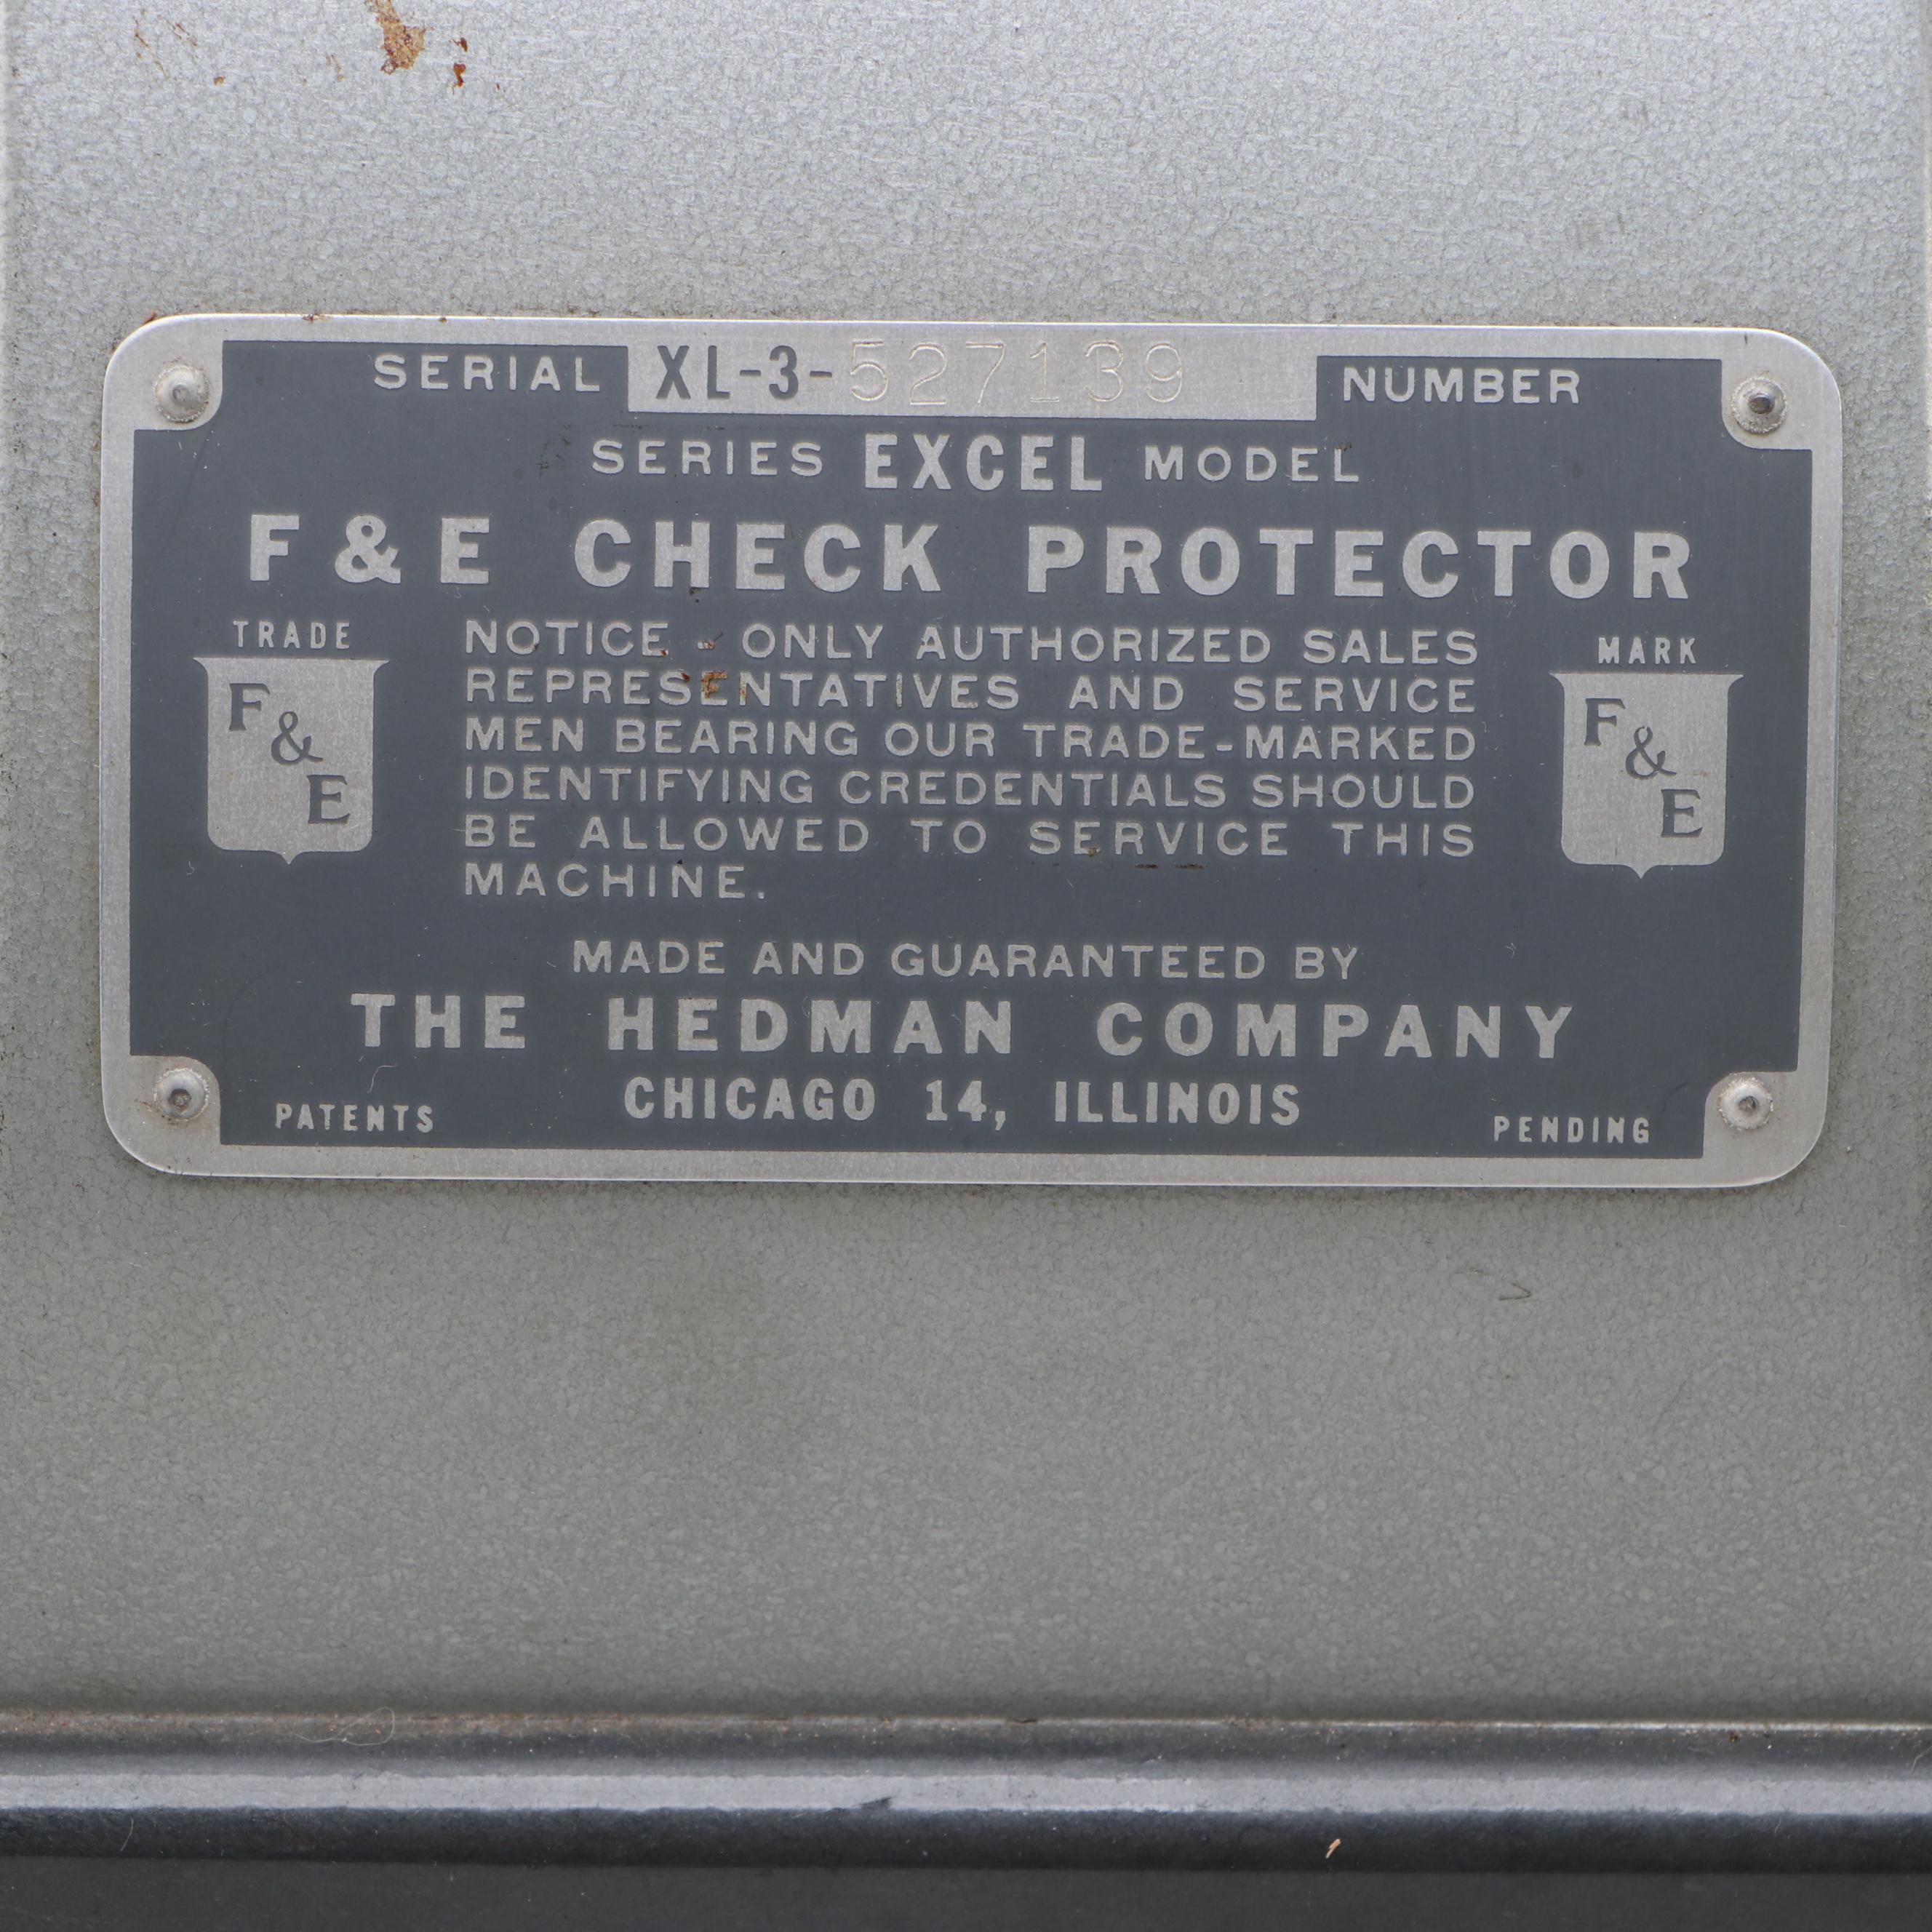 SERIAL XL-3-527139 NUMBER
SERIES EXCEL MODEL
F & E CHECK PROTECTOR
TRADE
F & E
NOTICE - ONLY AUTHORIZED SALES
REPRESENTATIVES AND SERVICE
MEN BEARING OUR TRADE-MARKED
IDENTIFYING CREDENTIALS SHOULD
BE ALLOWED TO SERVICE THIS
MACHINE.
MARK
F & E
MADE AND GUARANTEED BY
THE HEDMAN COMPANY
CHICAGO 14, ILLINOIS
PATENTS PENDING